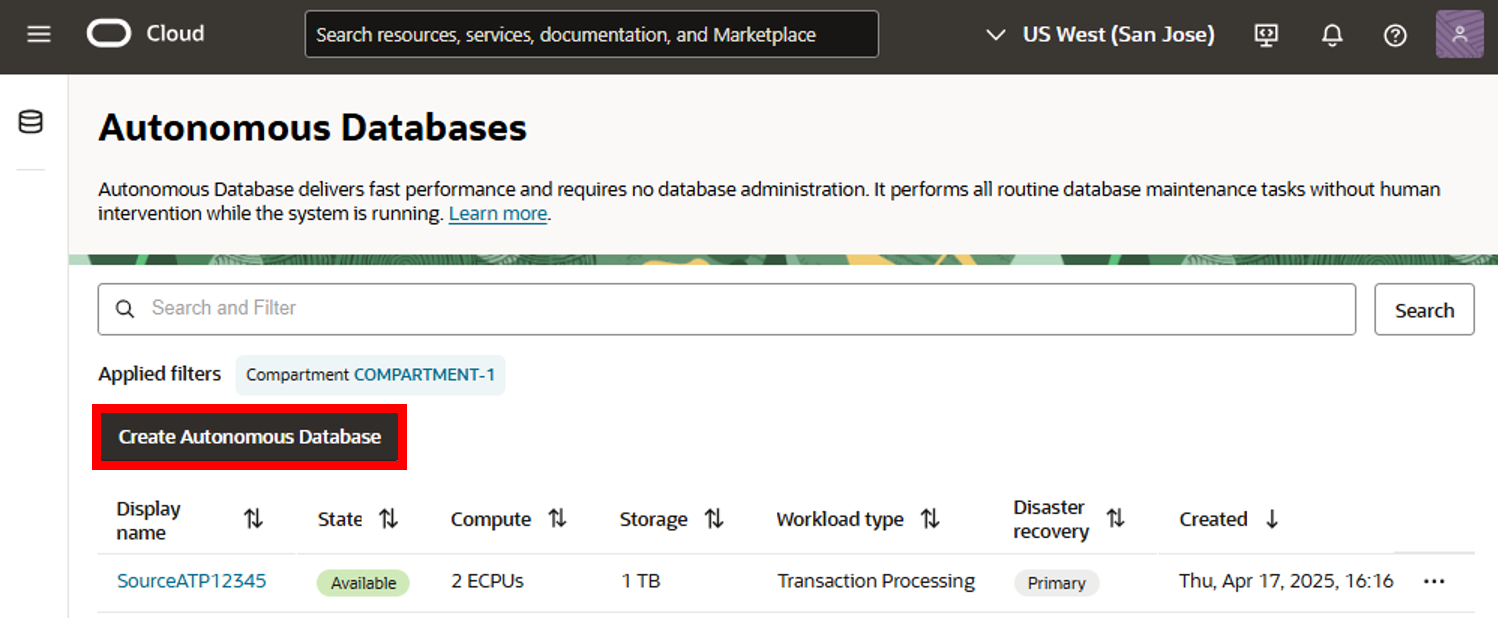 Cloud
Search resources, services, documentation, and Marketplace
US West (San Jose)
Autonomous Databases
Autonomous Database delivers fast performance and requires no database administration. It performs all routine database maintenance tasks without human
intervention while the system is running. Learn more.
Search and Filter
Search
Applied filters
Compartment COMPARTMENT-1
Create Autonomous Database
Display name
State
Compute
Storage
Workload type
Disaster recovery
Created
SourceATP12345
Available
2 ECPUs
1 TB
Transaction Processing
Primary
Thu, Apr 17, 2025, 16:16